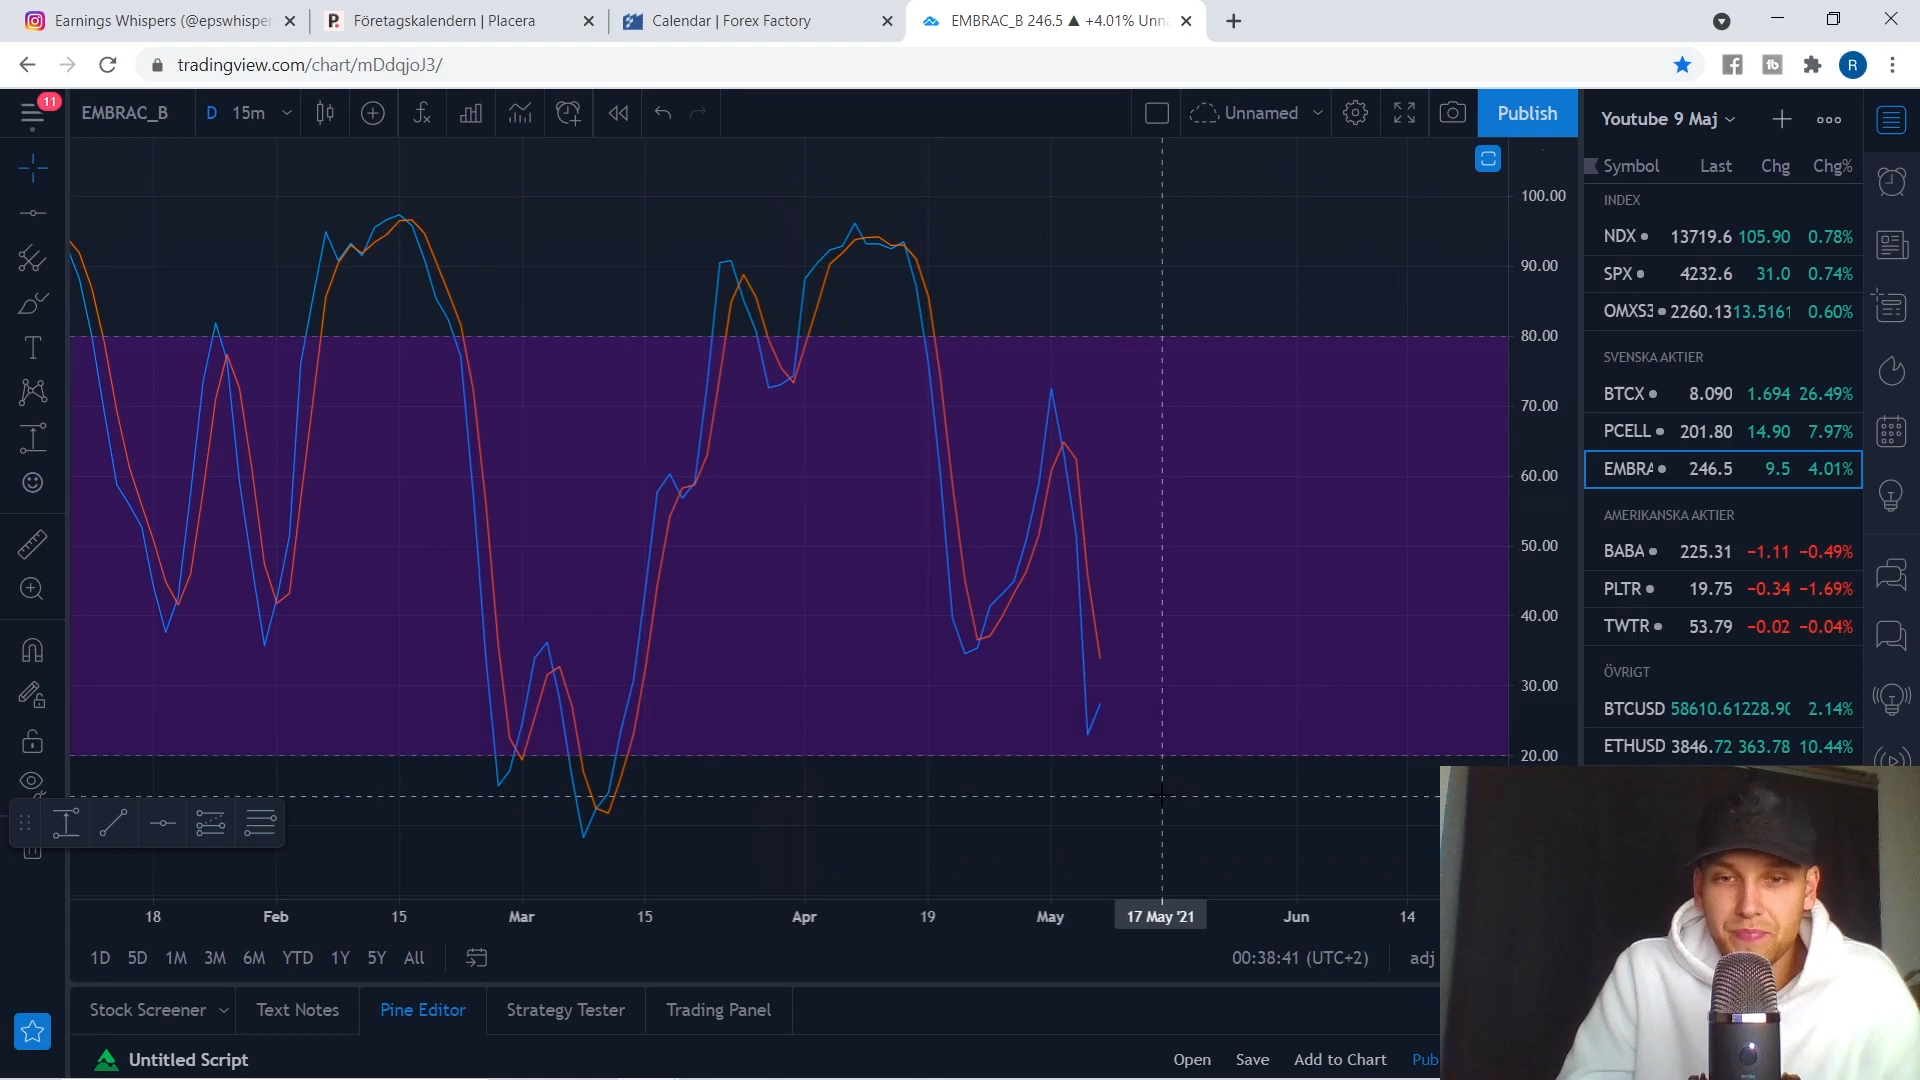 Earnings Whispers (@epswhisper
Företagskalendern | Placera
Calendar | Forex Factory
EMBRAC_B 246.5 ▲ +4.01% Unna
tradingview.com/chart/mDdqjoJ3/
R
11
EMBRAC_B
D
15m
Unnamed
Publish
Youtube 9 Maj
Symbol Last Chg Chg%
INDEX
NDX 13719.6 105.90 0.78%
SPX 4232.6 31.0 0.74%
OMXS3 2260.13 13.5161 0.60%
SVENSKA AKTIER
BTCX 8.090 1.694 26.49%
PCELL 201.80 14.90 7.97%
EMBRA 246.5 9.5 4.01%
AMERIKANSKA AKTIER
BABA 225.31 −1.11 −0.49%
PLTR 19.75 −0.34 −1.69%
TWTR 53.79 −0.02 −0.04%
ÖVRIGT
BTCUSD 58610.61 1228.90 2.14%
ETHUSD 3846.72 363.78 10.44%
100.00
90.00
80.00
70.00
60.00
50.00
40.00
30.00
20.00
18 Feb 15 Mar 15 Apr 19 May 17 May '21 Jun 14
1D 5D 1M 3M 6M YTD 1Y 5Y All
00:38:41 (UTC+2)
adj
Stock Screener
Text Notes
Pine Editor
Strategy Tester
Trading Panel
Untitled Script
Open
Save
Add to Chart
Pub